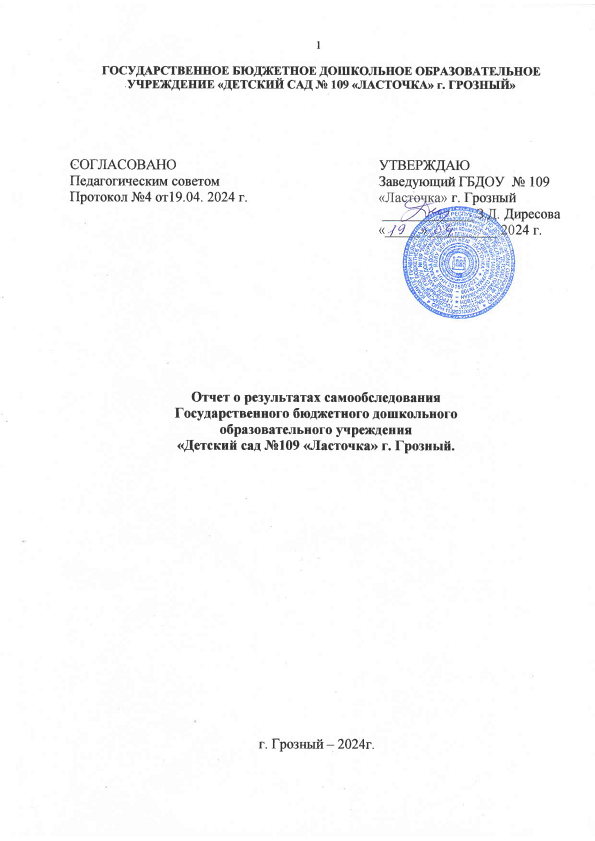 1
ГОСУДАРСТВЕННОЕ БЮДЖЕТНОЕ ДОШКОЛЬНОЕ ОБРАЗОВАТЕЛЬНОЕ
УЧРЕЖДЕНИЕ «ДЕТСКИЙ САД № 109 «ЛАСТОЧКА» г. ГРОЗНЫЙ»
СОГЛАСОВАНО
Педагогическим советом
Протокол №4 от19.04. 2024 г.
УТВЕРЖДАЮ
Заведующий ГБДОУ № 109
«Ласточка» г. Грозный
З.Д. Диресова
«19» 04 2024 г.
Отчет о результатах самообследования
Государственного бюджетного дошкольного
образовательного учреждения
«Детский сад №109 «Ласточка» г. Грозный.
г. Грозный – 2024г.